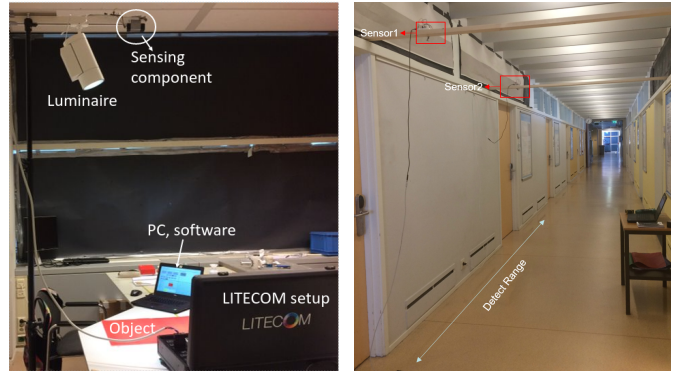 Sensing
component
Luminaire
PC, software
LITECOM setup
LITECOM
Object
Sensor1
Sensor2
Detect Range